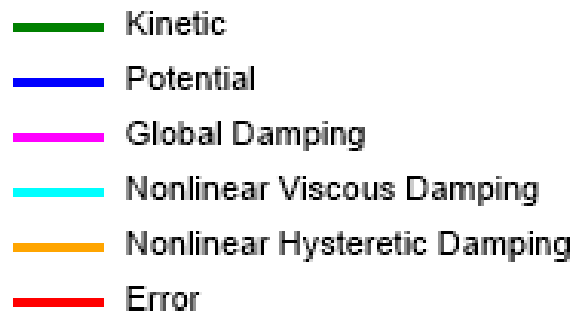 Kinetic
Potential
Global Damping
Nonlinear Viscous Damping
Nonlinear Hysteretic Damping
Error